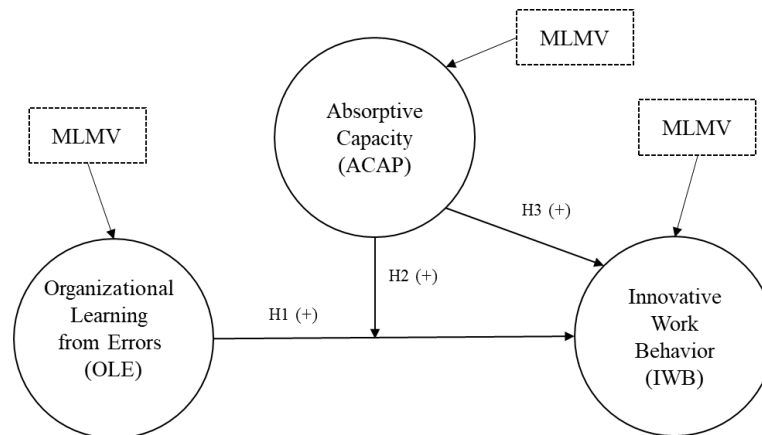 MLMV
Absorptive
Capacity
(ACAP)
MLMV
MLMV
H3 (+)
Organizational
Learning
from Errors
(OLE)
H2 (+)
H1 (+)
Innovative
Work
Behavior
(IWB)